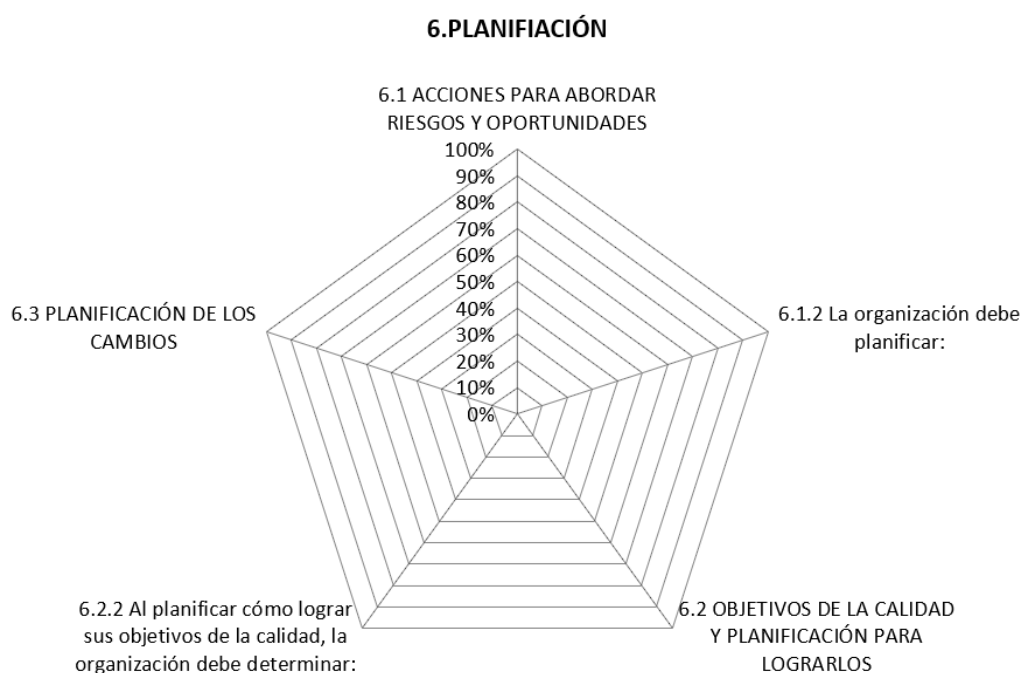 6.PLANIFIACIÓN
6.1 ACCIONES PARA ABORDAR
RIESGOS Y OPORTUNIDADES
100%
90%
80%
70%
60%
50%
40%
30%
20%
10%
0%
6.1.2 La organización debe
planificar:
6.2 OBJETIVOS DE LA CALIDAD
Y PLANIFICACIÓN PARA
LOGRARLOS
6.2.2 Al planificar cómo lograr
sus objetivos de la calidad, la
organización debe determinar:
6.3 PLANIFICACIÓN DE LOS
CAMBIOS